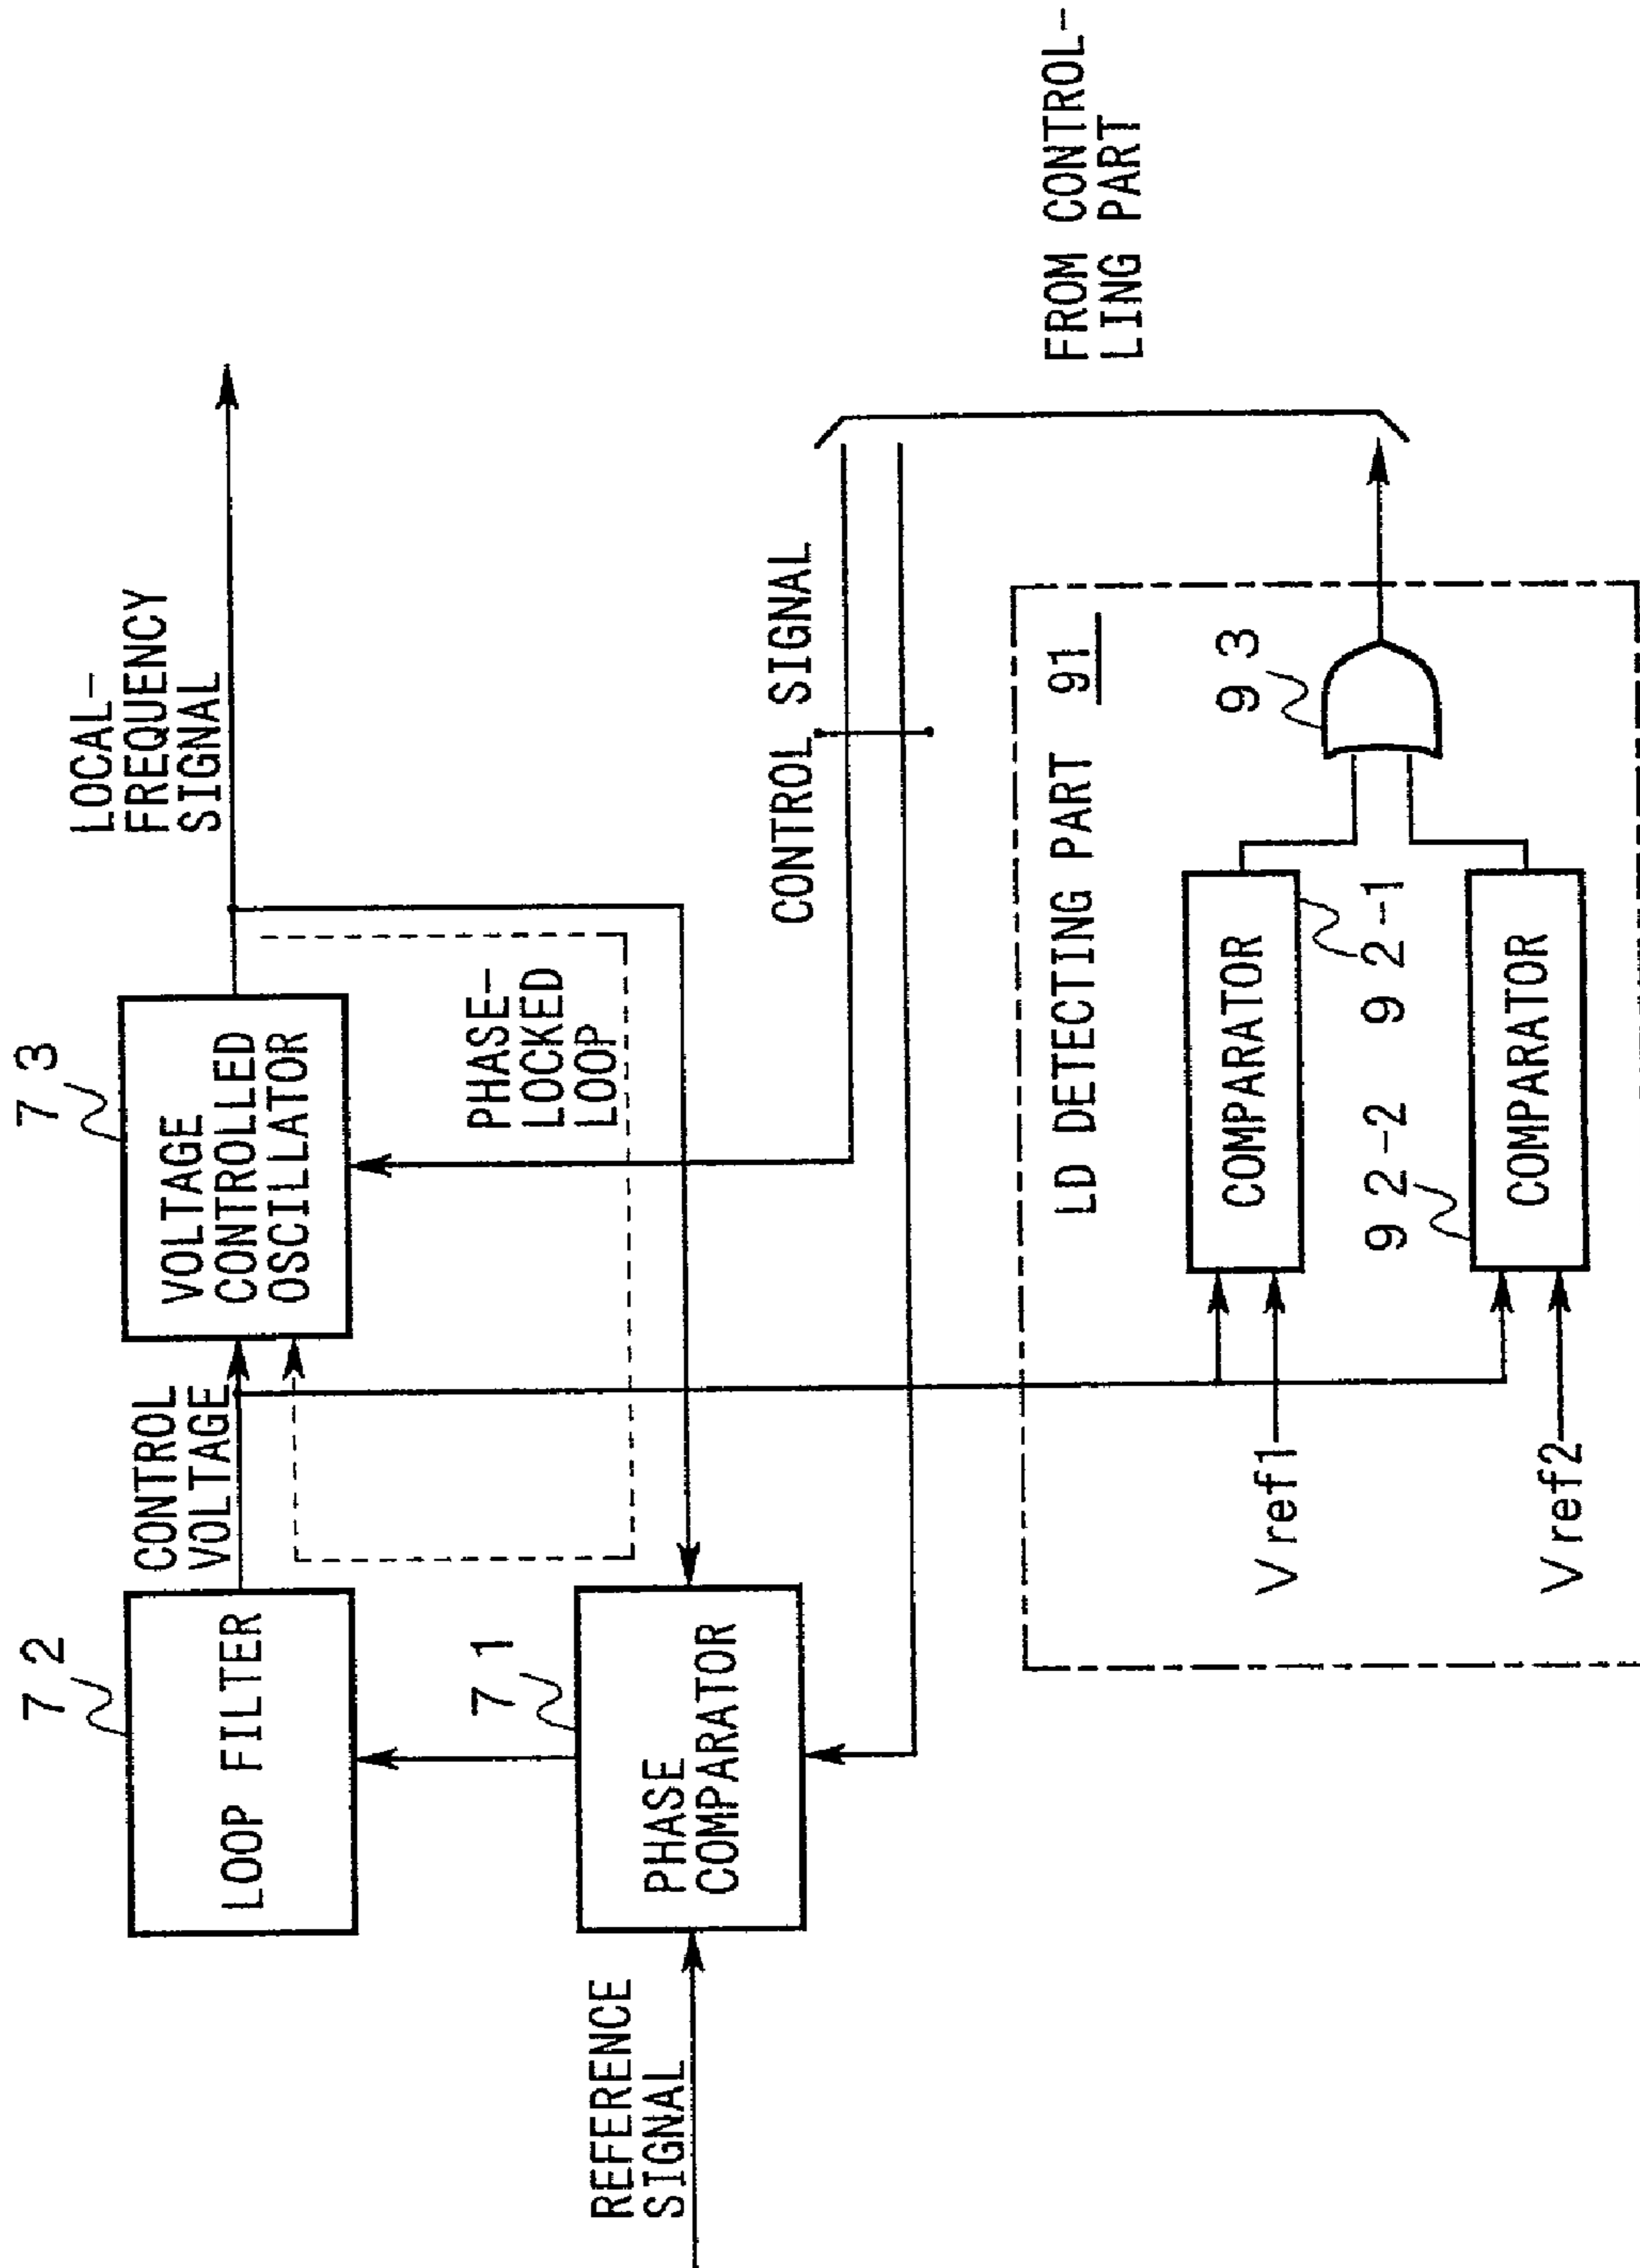 7 2
LOOP FILTER
CONTROL
VOLTAGE
7 3
VOLTAGE
CONTROLLED
OSCILLATOR
LOCAL-
FREQUENCY
SIGNAL
PHASE-
LOCKED
LOOP
REFERENCE
SIGNAL
7 1
PHASE
COMPARATOR
CONTROL SIGNAL
FROM CONTROL-
LING PART
LD DETECTING PART 91
COMPARATOR
9 2-1
9 3
Vref1
9 2-2
COMPARATOR
Vref2